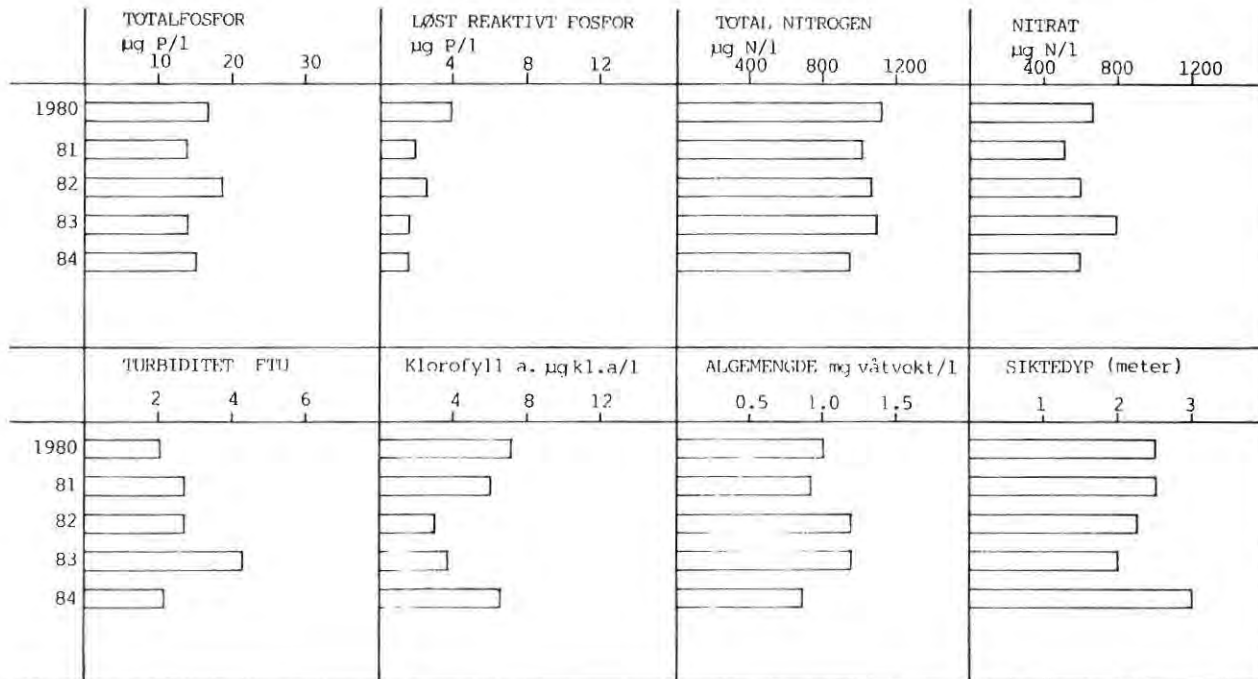 TOTALFOSFOR
µg P/l
10 20 30
LØST REAKTIVT FOSFOR
µg P/l
4 8 12
TOTAL NITROGEN
µg N/l
400 800 1200
NITRAT
µg N/l
400 800 1200
1980
81
82
83
84
TURBIDITET FTU
2 4 6
Klorofyll a. µg kl.a/l
4 8 12
ALGEMENGDE mg våtvekt/l
0.5 1.0 1.5
SIKTEDYP (meter)
1 2 3
1980
81
82
83
84